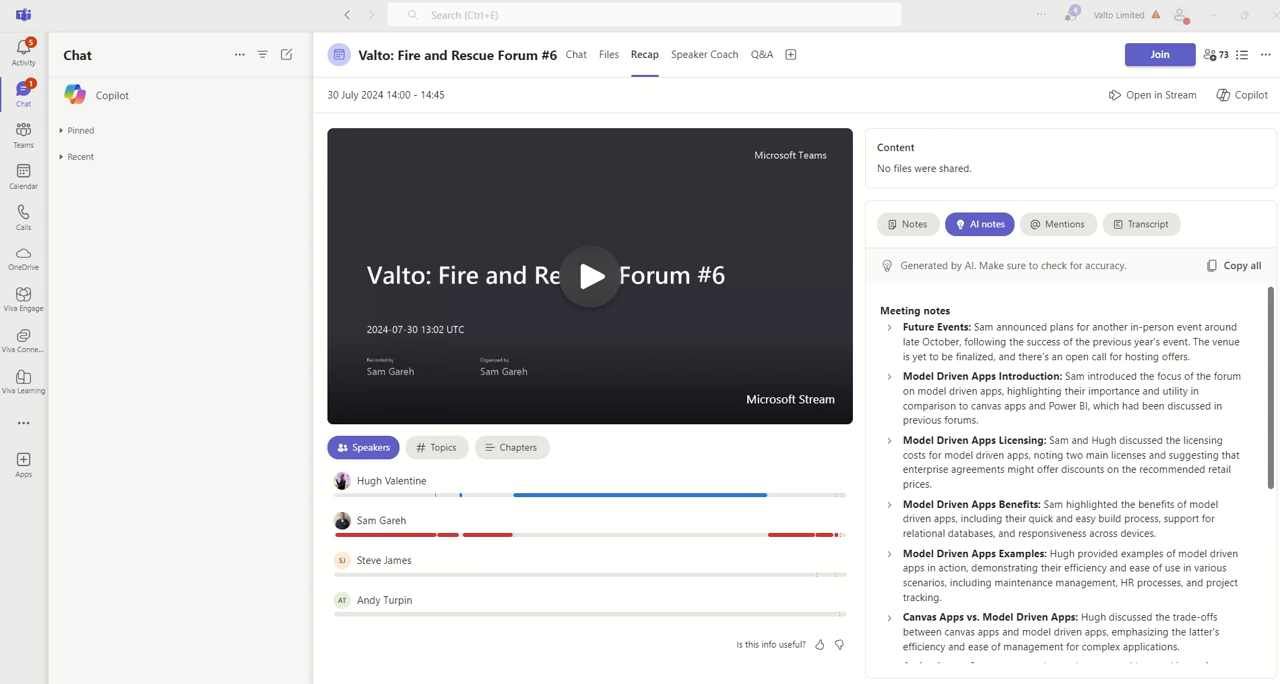 Search (Ctrl+E)
4
Valto Limited
5
Activity
1
Chat
Teams
Calendar
Calls
OneDrive
Viva Engage
Viva Conne...
Viva Learning
Apps
Chat
Copilot
Pinned
Recent
Valto: Fire and Rescue Forum #6
Chat
Files
Recap
Speaker Coach
Q&A
Join
73
30 July 2024 14:00 - 14:45
Open in Stream
Copilot
Microsoft Teams
Valto: Fire and Re Forum #6
2024-07-30 13:02 UTC
Recorded by
Organized by
Sam Gareh
Sam Gareh
Microsoft Stream
Speakers
Topics
Chapters
Hugh Valentine
Sam Gareh
SJ Steve James
AT Andy Turpin
Is this info useful?
Content
No files were shared.
Notes
AI notes
Mentions
Transcript
Generated by AI. Make sure to check for accuracy.
Copy all
Meeting notes
Future Events: Sam announced plans for another in-person event around
late October, following the success of the previous year's event. The venue
is yet to be finalized, and there's an open call for hosting offers.
Model Driven Apps Introduction: Sam introduced the focus of the forum
on model driven apps, highlighting their importance and utility in
comparison to canvas apps and Power BI, which had been discussed in
previous forums.
Model Driven Apps Licensing: Sam and Hugh discussed the licensing
costs for model driven apps, noting two main licenses and suggesting that
enterprise agreements might offer discounts on the recommended retail
prices.
Model Driven Apps Benefits: Sam highlighted the benefits of model
driven apps, including their quick and easy build process, support for
relational databases, and responsiveness across devices.
Model Driven Apps Examples: Hugh provided examples of model driven
apps in action, demonstrating their efficiency and ease of use in various
scenarios, including maintenance management, HR processes, and project
tracking.
Canvas Apps vs. Model Driven Apps: Hugh discussed the trade-offs
between canvas apps and model driven apps, emphasizing the latter's
efficiency and ease of management for complex applications.